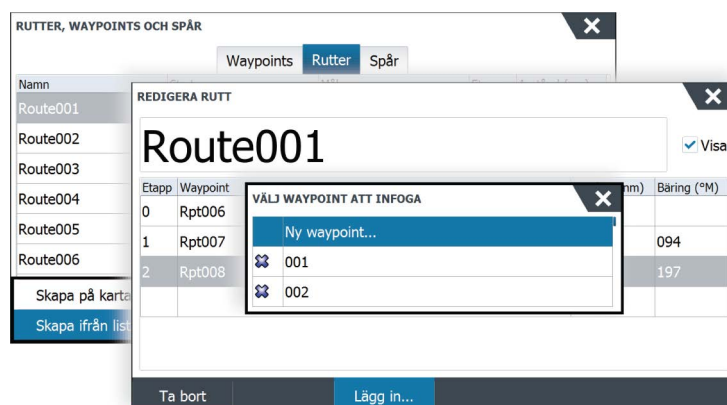 RUTTER, WAYPOINTS OCH SPÅR
Waypoints Rutter Spår
Namn
Route001
Route002
Route003
Route004
Route005
Route006
Skapa på karta
Skapa ifrån list
REDIGERA RUTT
Route001
Visa
Etapp Waypoint nm) Bäring (°M)
0 Rpt006
1 Rpt007 094
2 Rpt008 197
VÄLJ WAYPOINT ATT INFOGA
Ny waypoint...
001
002
Ta bort Lägg in...